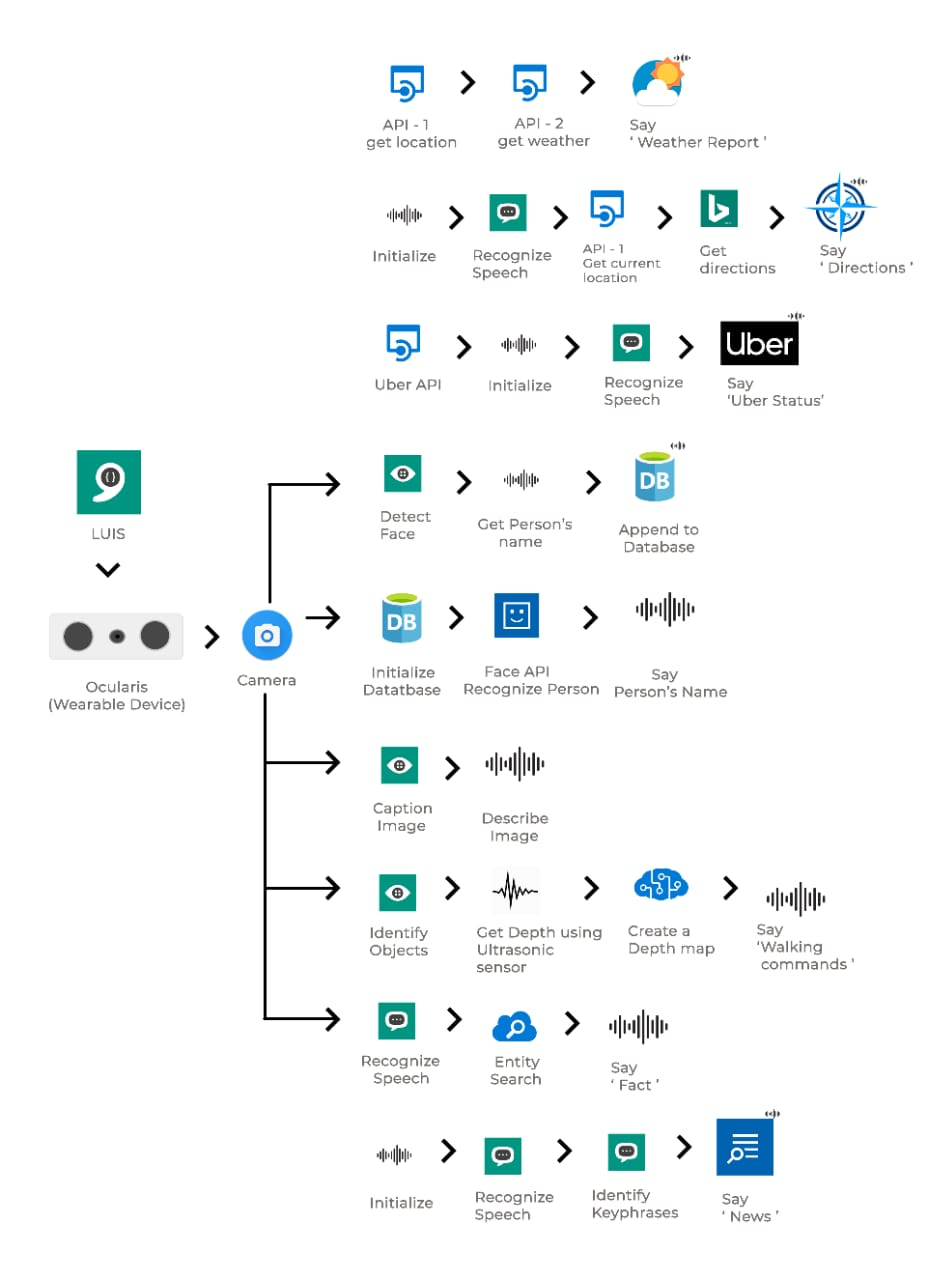 API - 1
get location
API - 2
get weather
Say
‘ Weather Report ’
Initialize
Recognize
Speech
API - 1
Get current
location
Get
directions
Say
‘ Directions ’
Uber API
Initialize
Recognize
Speech
Uber
Say
‘Uber Status’
LUIS
Ocularis
(Wearable Device)
Camera
Detect
Face
Get Person’s
name
DB
Append to
Database
DB
Initialize
Datatbase
Face API
Recognize Person
Say
Person’s Name
Caption
Image
Describe
Image
Identify
Objects
Get Depth using
Ultrasonic
sensor
Create a
Depth map
Say
‘Walking
commands ’
Recognize
Speech
Entity
Search
Say
‘ Fact ’
Initialize
Recognize
Speech
Identify
Keyphrases
Say
‘ News ’